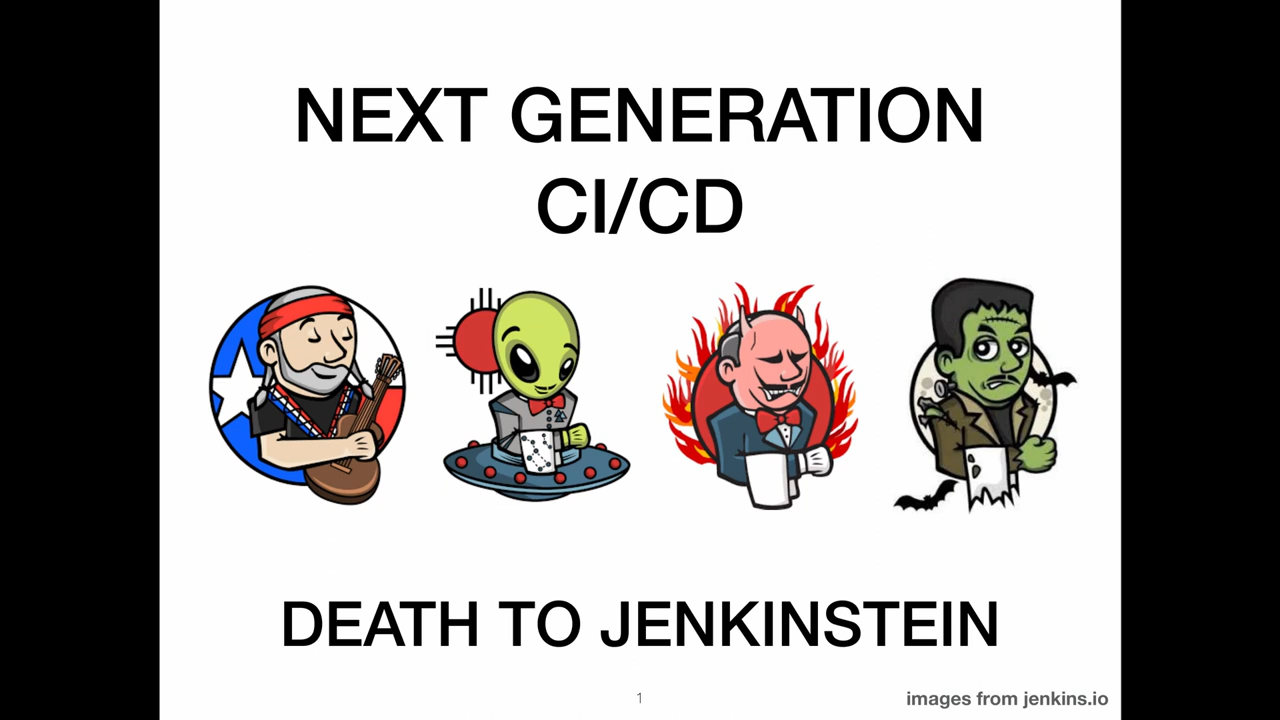 NEXT GENERATION
CI/CD
DEATH TO JENKINSTEIN
1
images from jenkins.io